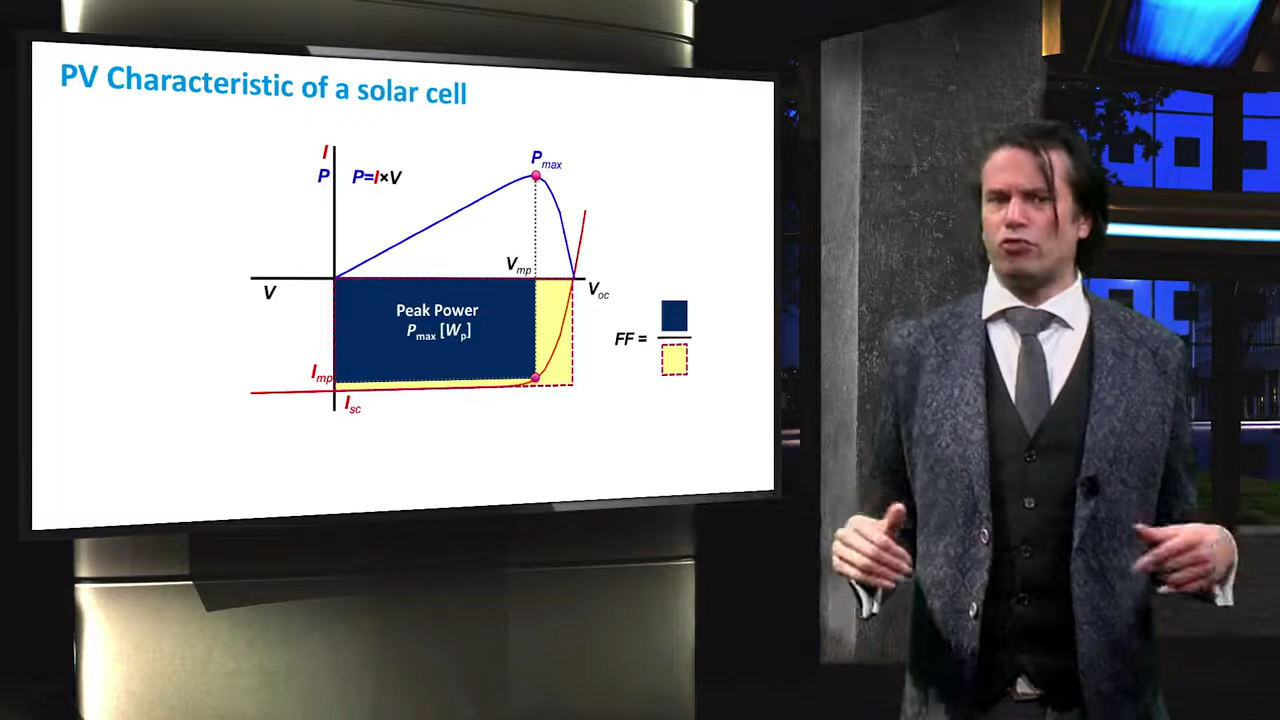 PV Characteristic of a solar cell
I
P
P=I×V
Pmax
Vmp
V
Voc
Peak Power
Pmax [Wp]
FF =
Imp
Isc